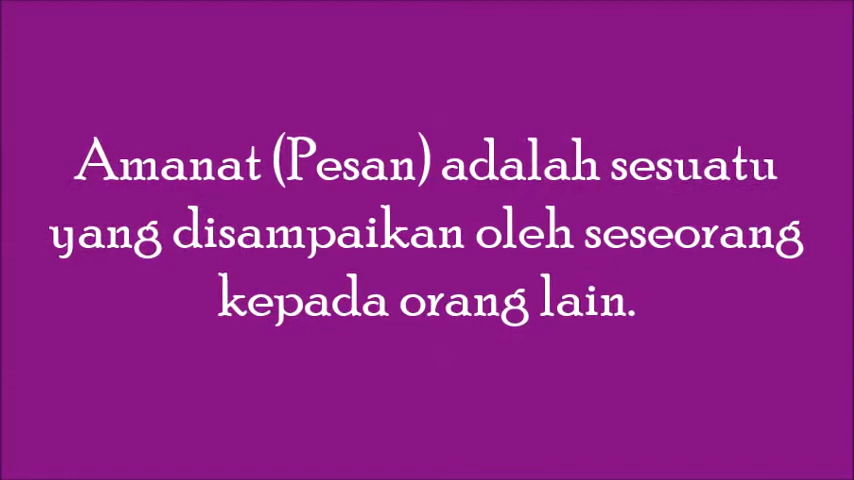 Amanat (Pesan) adalah sesuatu
yang disampaikan oleh seseorang
kepada orang lain.